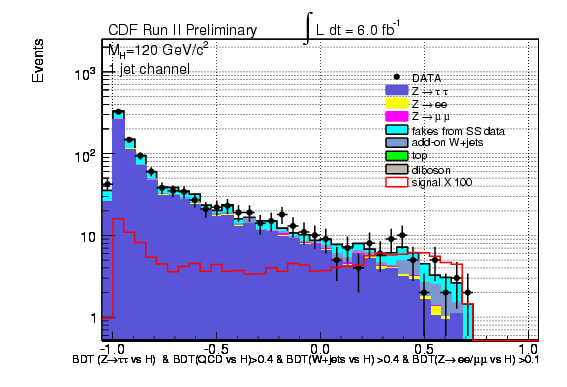 CDF Run II Preliminary ∫ L dt = 6.0 fb⁻¹
M_H=120 GeV/c²
1 jet channel
Events
10³
10²
10
1
DATA
Z→ττ
Z→ee
Z→μμ
fakes from SS data
add-on W+jets
top
diboson
signal X 100
-1.0 -0.5 0.0 0.5 1.0
BDT (Z→ττ vs H) & BDT(QCD vs H)>0.4 & BDT(W+jets vs H) >0.4 & BDT(Z→ee/μμ vs H) >0.1